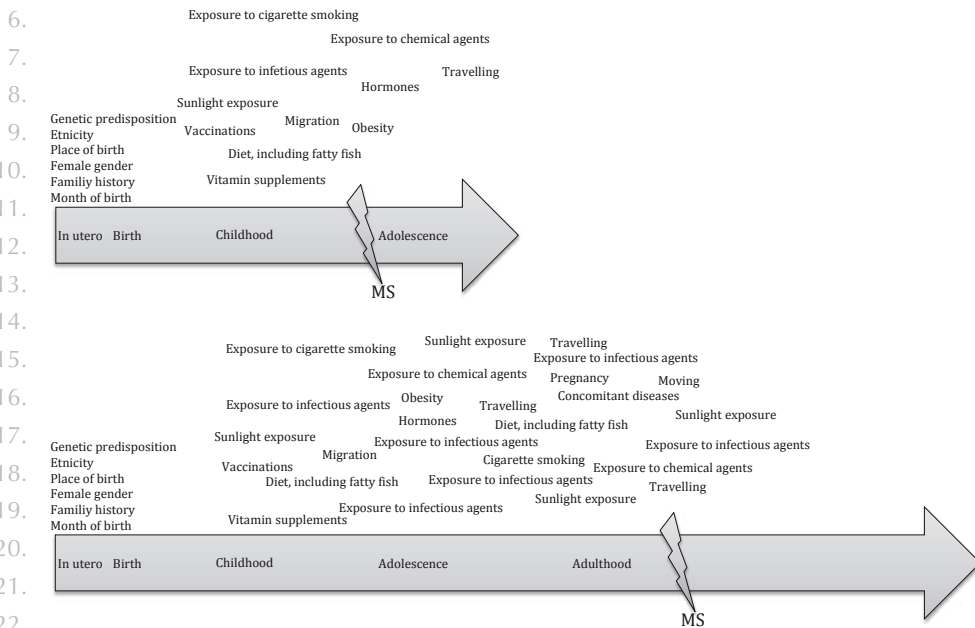 6.
Exposure to cigarette smoking
Exposure to chemical agents
7.
Exposure to infetious agents
Travelling
Hormones
8.
Sunlight exposure
Genetic predisposition
Migration
Obesity
9.
Vaccinations
Etnicity
Place of birth
Diet, including fatty fish
Female gender
10.
Familiy history
Vitamin supplements
Month of birth
11.
In utero Birth Childhood Adolescence
12.
13.
MS
14.
Sunlight exposure
Travelling
Exposure to cigarette smoking
15.
Exposure to infectious agents
Exposure to chemical agents
Pregnancy
Moving
16.
Obesity
Concomitant diseases
Exposure to infectious agents
Travelling
Sunlight exposure
Hormones
Diet, including fatty fish
17.
Sunlight exposure
Exposure to infectious agents
Exposure to infectious agents
Genetic predisposition
Migration
Etnicity
Vaccinations
Cigarette smoking
Exposure to chemical agents
18.
Place of birth
Diet, including fatty fish
Exposure to infectious agents
Travelling
Female gender
Sunlight exposure
19.
Familiy history
Exposure to infectious agents
Month of birth
Vitamin supplements
20.
In utero Birth Childhood Adolescence Adulthood
21.
MS
22.